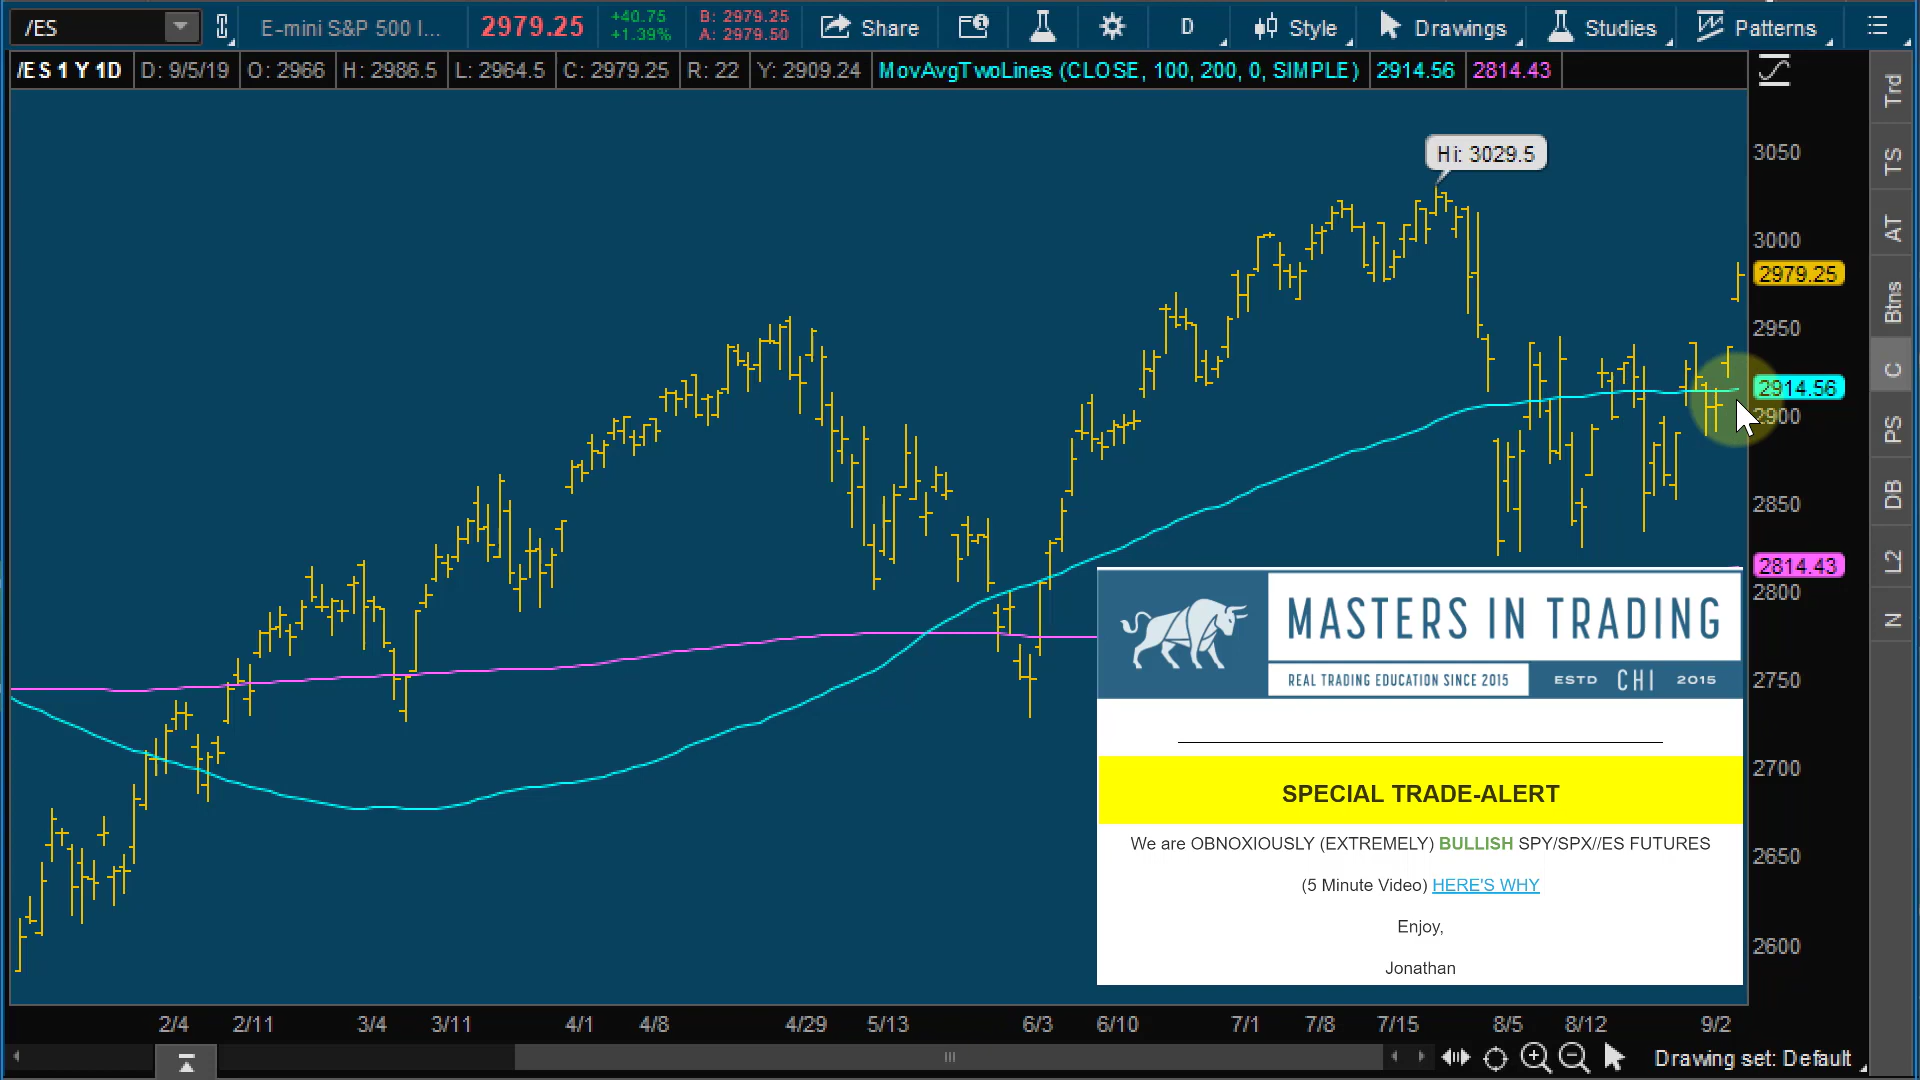 /ES
E-mini S&P 500 I...
2979.25
+40.75
+1.39%
B: 2979.25
A: 2979.50
Share
D
Style
Drawings
Studies
Patterns
/ES 1 Y 1D
D: 9/5/19
O: 2966
H: 2986.5
L: 2964.5
C: 2979.25
R: 22
Y: 2909.24
MovAvgTwoLines (CLOSE, 100, 200, 0, SIMPLE)
2914.56
2814.43
Hi: 3029.5
3050
3000
2979.25
2950
2914.56
2900
2850
2814.43
2800
2750
2700
2650
2600
Trd
TS
AT
Btns
C
PS
DB
L2
N
MASTERS IN TRADING
REAL TRADING EDUCATION SINCE 2015
ESTD CHI 2015
SPECIAL TRADE-ALERT
We are OBNOXIOUSLY (EXTREMELY) BULLISH SPY/SPX//ES FUTURES
(5 Minute Video) HERE'S WHY
Enjoy,
Jonathan
2/4 2/11 3/4 3/11 4/1 4/8 4/29 5/13 6/3 6/10 7/1 7/8 7/15 8/5 8/12 9/2
Drawing set: Default